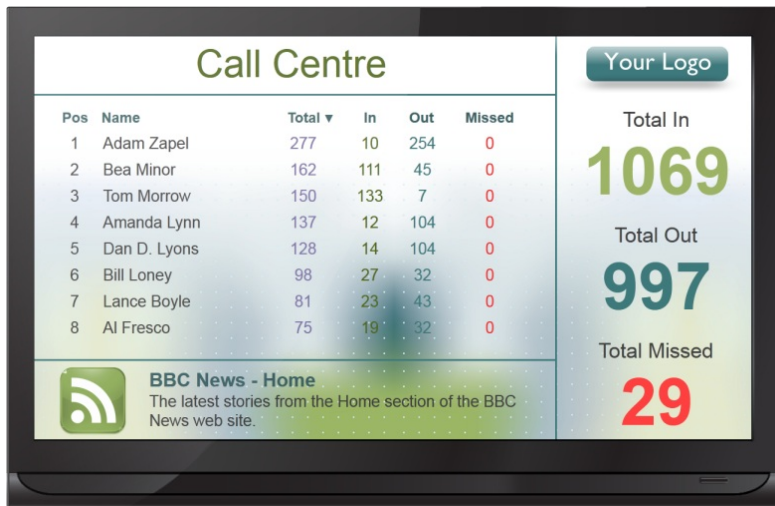 Call Centre
Your Logo
Pos Name Total ▼ In Out Missed
1 Adam Zapel 277 10 254 0
2 Bea Minor 162 111 45 0
3 Tom Morrow 150 133 7 0
4 Amanda Lynn 137 12 104 0
5 Dan D. Lyons 128 14 104 0
6 Bill Loney 98 27 32 0
7 Lance Boyle 81 23 43 0
8 Al Fresco 75 19 32 0
BBC News - Home
The latest stories from the Home section of the BBC
News web site.
Total In
1069
Total Out
997
Total Missed
29